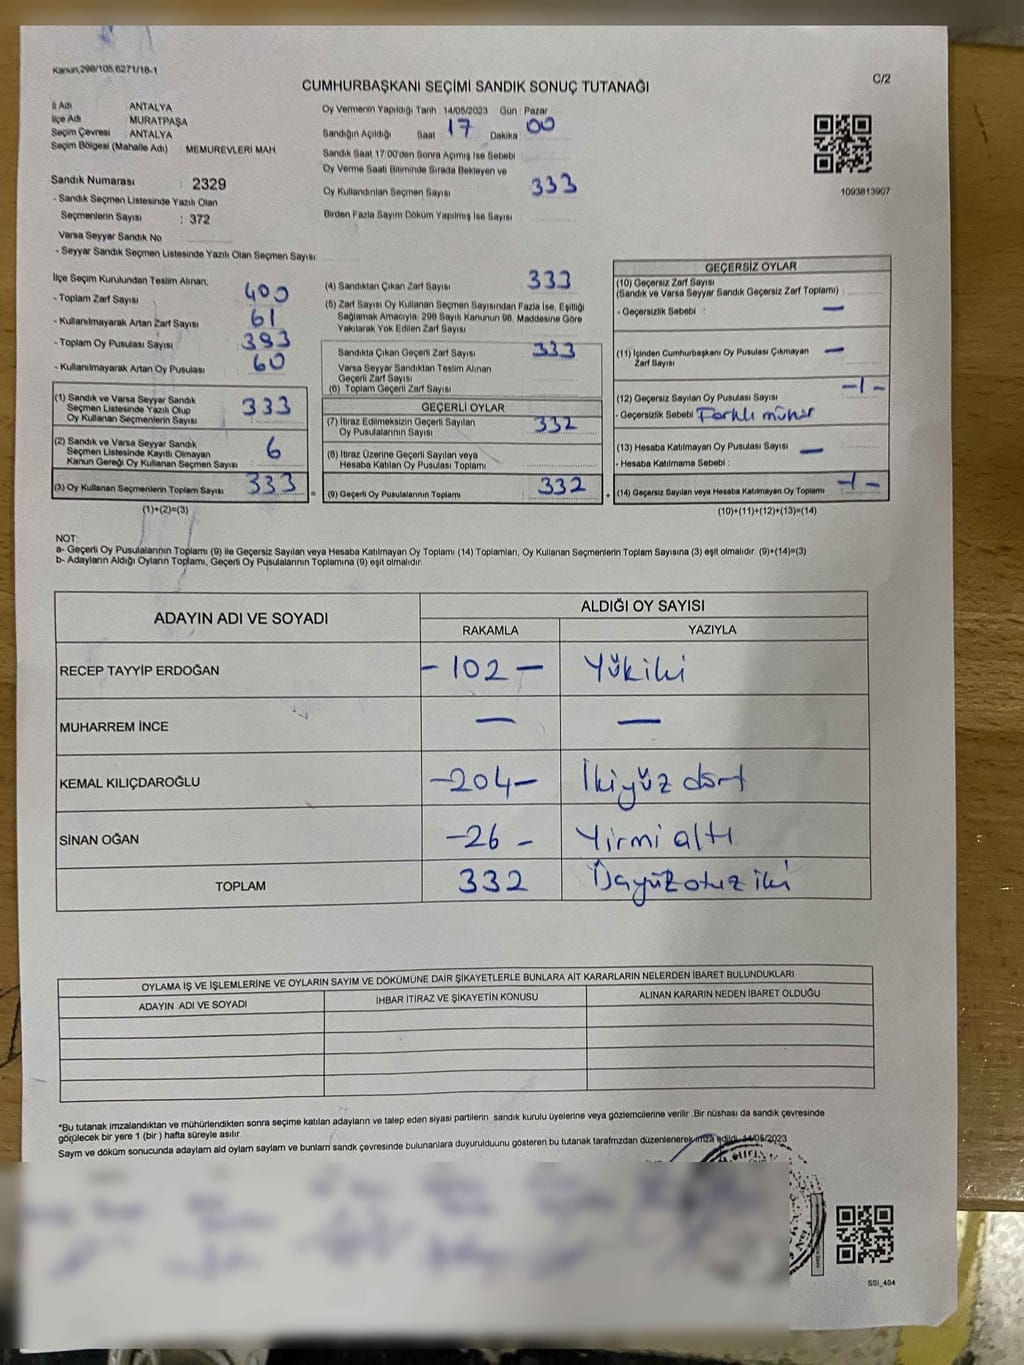 Kanun,298/105,6271/18-1
C/2
CUMHURBAŞKANI SEÇİMİ SANDIK SONUÇ TUTANAĞI
İl Adı : ANTALYA
İlçe Adı : MURATPAŞA
Seçim Çevresi : ANTALYA
Seçim Bölgesi (Mahalle Adı) : MEMUREVLERİ MAH.
Sandık Numarası : 2329
- Sandık Seçmen Listesinde Yazılı Olan
Seçmenlerin Sayısı : 372
Varsa Seyyar Sandık No
- Seyyar Sandık Seçmen Listesinde Yazılı Olan Seçmen Sayısı:
Oy Vermenin Yapıldığı Tarih 14/05/2023 Gün : Pazar
Sandığın Açıldığı Saat 17 Dakika 00
Sandık Saat 17:00'den Sonra Açımış İse Sebebi :
Oy Verme Saati Bitiminde Sırada Bekleyen ve
Oy Kullandırılan Seçmen Sayısı 333
Birden Fazla Sayım Döküm Yapılmış İse Sayısı
1093813907
İlçe Seçim Kurulundan Teslim Alınan;
- Toplam Zarf Sayısı 400
- Kullanılmayarak Artan Zarf Sayısı 61
- Toplam Oy Pusulası Sayısı 393
- Kullanılmayarak Artan Oy Pusulası 60
(1) Sandık ve Varsa Seyyar Sandık
Seçmen Listesinde Yazılı Olup
Oy Kullanan Seçmenlerin Sayısı 333
(2) Sandık ve Varsa Seyyar Sandık
Seçmen Listesinde Kayıtlı Olmayan
Kanun Gereği Oy Kullanan Seçmen Sayısı 6
(3) Oy Kullanan Seçmenlerin Toplam Sayısı 333
(1)+(2)=(3)
(4) Sandıktan Çıkan Zarf Sayısı 333
(5) Zarf Sayısı Oy Kullanan Seçmen Sayısından Fazla İse, Eşitliği
Sağlamak Amacıyla; 298 Sayılı Kanunun 98. Maddesine Göre
Yakılarak Yok Edilen Zarf Sayısı
Sandıkta Çıkan Geçerli Zarf Sayısı 333
Varsa Seyyar Sandıktan Teslim Alınan
Geçerli Zarf Sayısı
(6) Toplam Geçerli Zarf Sayısı
GEÇERLİ OYLAR
(7) İtiraz Edilmeksizin Geçerli Sayılan
Oy Pusulalarının Sayısı 332
(8) İtiraz Üzerine Geçerli Sayılan veya
Hesaba Katılan Oy Pusulası Toplamı
= (9) Geçerli Oy Pusulalarının Toplamı 332 +
GEÇERSİZ OYLAR
(10) Geçersiz Zarf Sayısı
(Sandık ve Varsa Seyyar Sandık Geçersiz Zarf Toplamı) :
- Geçersizlik Sebebi : —
(11) İçinden Cumhurbaşkanı Oy Pusulası Çıkmayan —
Zarf Sayısı
(12) Geçersiz Sayılan Oy Pusulası Sayısı -1-
- Geçersizlik Sebebi Farklı mühür
(13) Hesaba Katılmayan Oy Pusulası Sayısı —
- Hesaba Katılmama Sebebi :
(14) Geçersiz Sayılan veya Hesaba Katılmayan Oy Toplamı -1-
(10)+(11)+(12)+(13)=(14)
NOT:
a- Geçerli Oy Pusulalarının Toplamı (9) ile Geçersiz Sayılan veya Hesaba Katılmayan Oy Toplamı (14) Toplamları, Oy Kullanan Seçmenlerin Toplam Sayısına (3) eşit olmalıdır. (9)+(14)=(3)
b- Adayların Aldığı Oyların Toplamı, Geçerli Oy Pusulalarının Toplamına (9) eşit olmalıdır.
ADAYIN ADI VE SOYADI ALDIĞI OY SAYISI
RAKAMLA YAZIYLA
RECEP TAYYİP ERDOĞAN - 102 - Yükiki
MUHARREM İNCE — —
KEMAL KILIÇDAROĞLU -204- İkiyüz dört
SİNAN OĞAN -26 - Yirmi altı
TOPLAM 332 Üçyüz otuz iki
OYLAMA İŞ VE İŞLEMLERİNE VE OYLARIN SAYIM VE DÖKÜMÜNE DAİR ŞİKAYETLERLE BUNLARA AİT KARARLARIN NELERDEN İBARET BULUNDUKLARI
ADAYIN ADI VE SOYADI İHBAR İTİRAZ VE ŞİKAYETİN KONUSU ALINAN KARARIN NEDEN İBARET OLDUĞU
*Bu tutanak imzalandıktan ve mühürlendikten sonra seçime katılan adayların ve talep eden siyasi partilerin sandık kurulu üyelerine veya gözlemcilerine verilir .Bir nüshası da sandık çevresinde
görülecek bir yere 1 (bir ) hafta süreyle asılır.
Saym ve döküm sonucunda adaylarn ald oylarn saylarn ve bunlarn sandk çevresinde bulunanlara duyurulduunu gösteren bu tutanak tarafmzdan düzenlenerek imza edildi. 14/05/2023
SSI_404